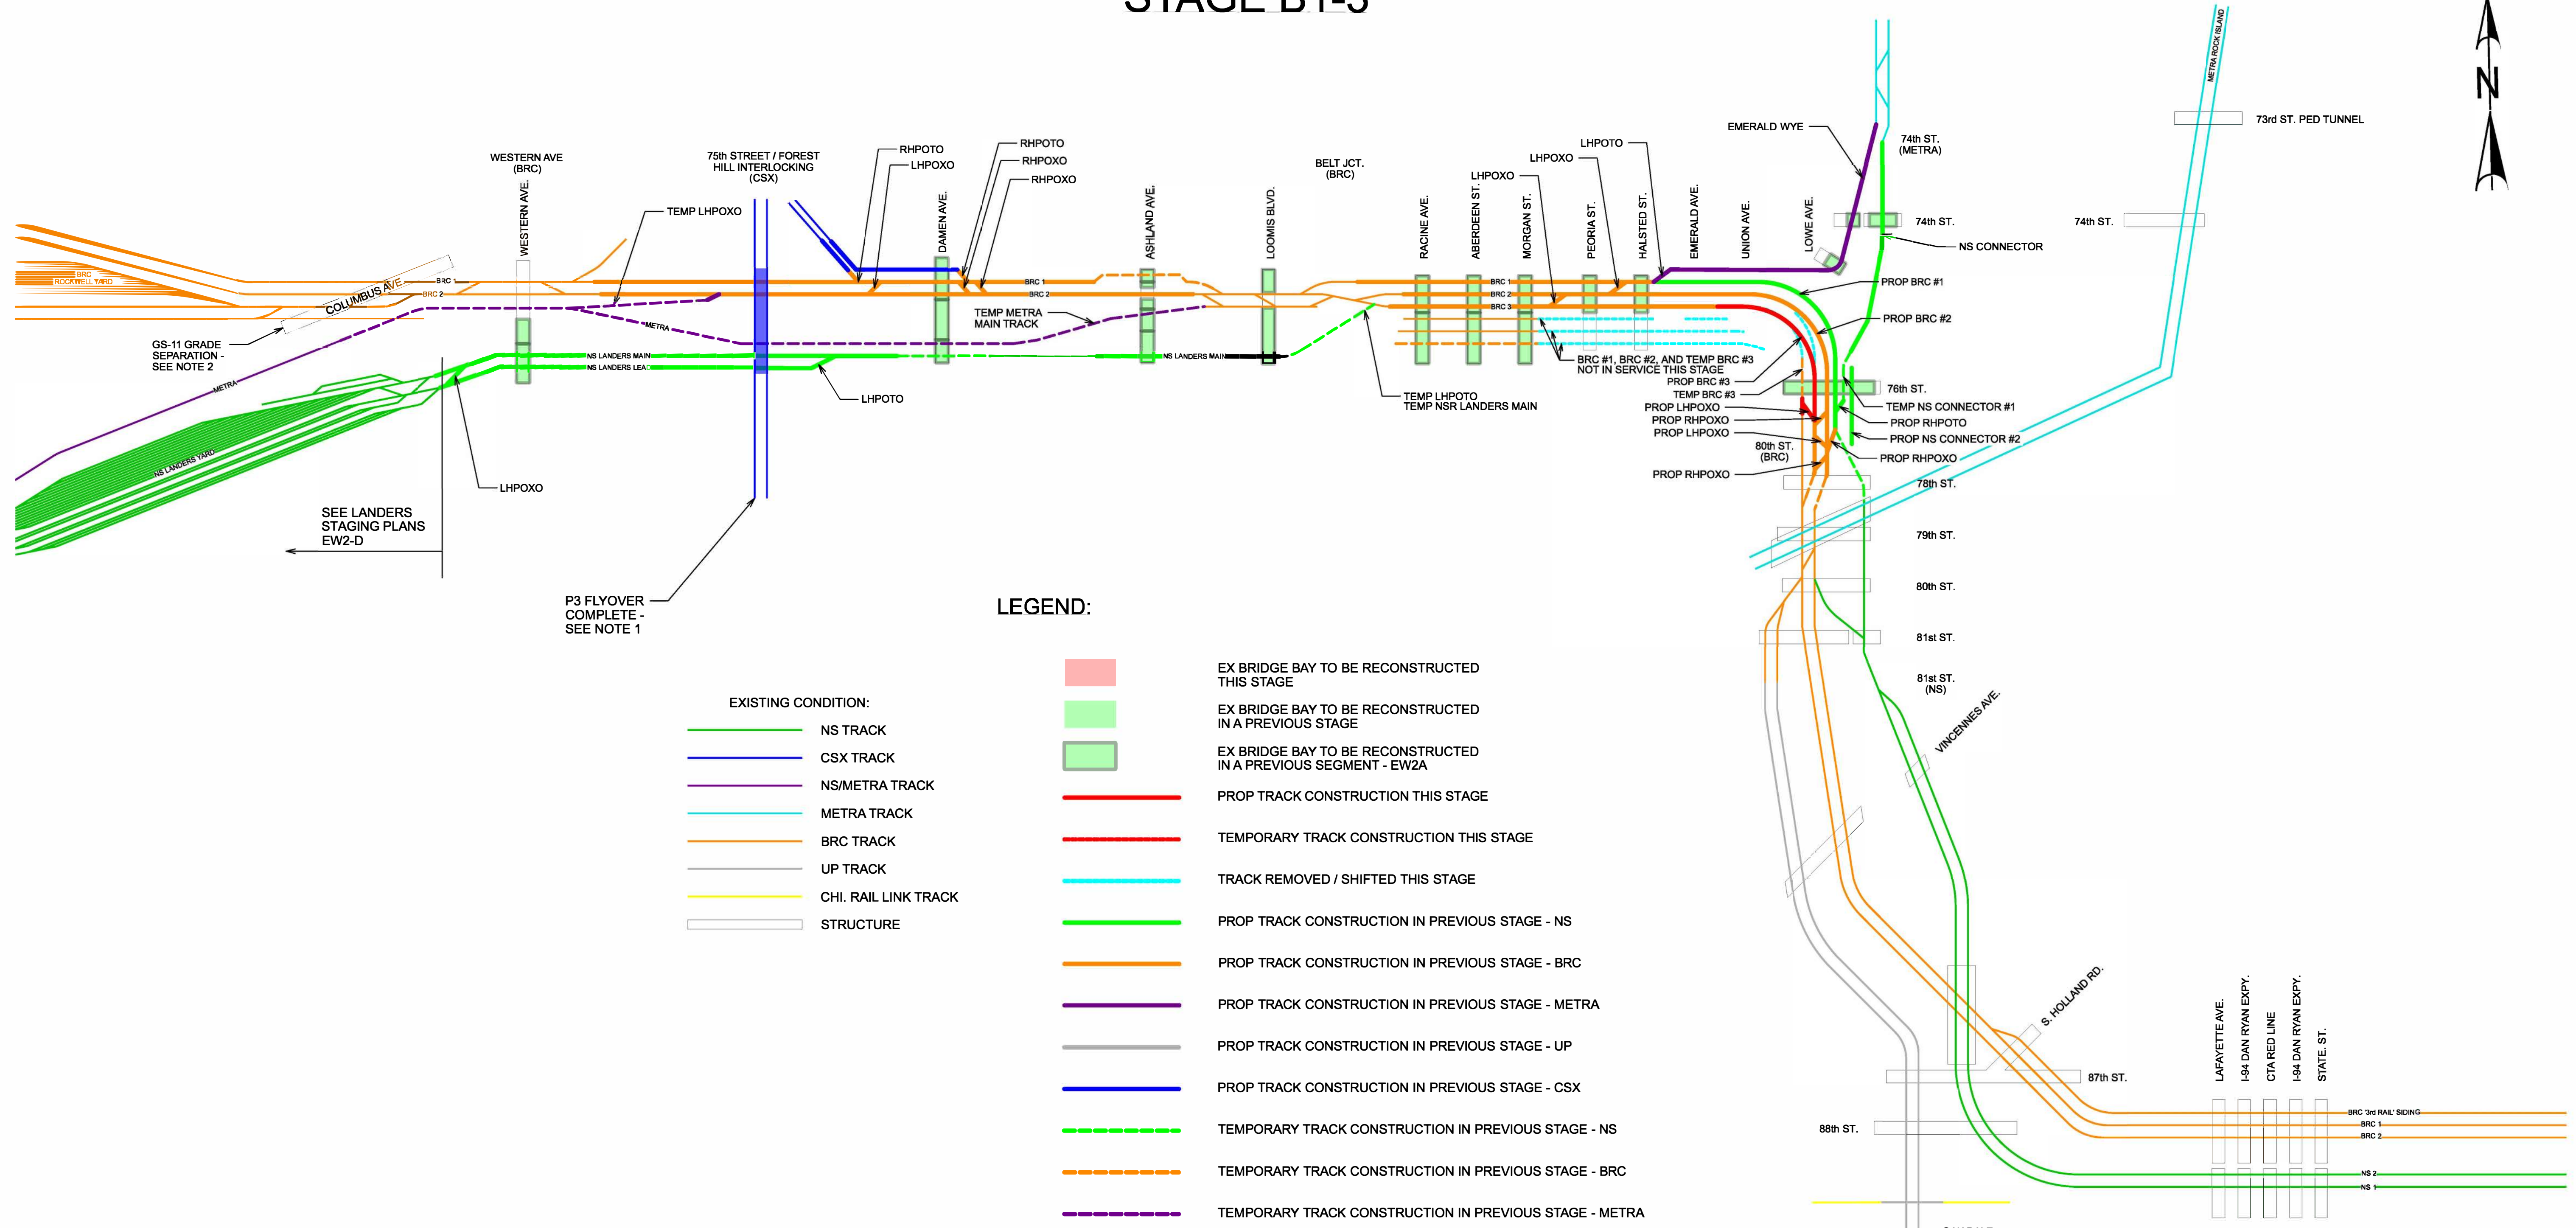 STAGE B1-3
METRA ROCK ISLAND
N
73rd ST. PED TUNNEL
EMERALD WYE
74th ST.
(METRA)
WESTERN AVE
(BRC)
75th STREET / FOREST
HILL INTERLOCKING
(CSX)
RHPOTO
LHPOXO
RHPOTO
RHPOXO
RHPOXO
BELT JCT.
(BRC)
LHPOTO
LHPOXO
LHPOXO
WESTERN AVE.
TEMP LHPOXO
DAMEN AVE.
ASHLAND AVE.
LOOMIS BLVD.
RACINE AVE.
ABERDEEN ST.
MORGAN ST.
PEORIA ST.
HALSTED ST.
EMERALD AVE.
UNION AVE.
LOWE AVE.
74th ST.
74th ST.
NS CONNECTOR
BRC
ROCKWELL YARD
COLUMBUS AVE.
BRC 1
BRC 2
BRC 1
BRC 2
BRC 1
BRC 2
BRC 3
PROP BRC #1
PROP BRC #2
METRA
TEMP METRA
MAIN TRACK
GS-11 GRADE
SEPARATION -
SEE NOTE 2
METRA
NS LANDERS MAIN
NS LANDERS LEAD
NS LANDERS MAIN
LHPOTO
BRC #1, BRC #2, AND TEMP BRC #3
NOT IN SERVICE THIS STAGE
PROP BRC #3
TEMP BRC #3
PROP LHPOXO
PROP RHPOXO
PROP LHPOXO
80th ST.
(BRC)
PROP RHPOXO
76th ST.
TEMP NS CONNECTOR #1
PROP RHPOTO
PROP NS CONNECTOR #2
PROP RHPOXO
TEMP LHPOTO
TEMP NSR LANDERS MAIN
NS LANDERS YARD
LHPOXO
78th ST.
SEE LANDERS
STAGING PLANS
EW2-D
79th ST.
80th ST.
P3 FLYOVER
COMPLETE -
SEE NOTE 1
81st ST.
81st ST.
(NS)
VINCENNES AVE.
LEGEND:
EXISTING CONDITION:
NS TRACK
CSX TRACK
NS/METRA TRACK
METRA TRACK
BRC TRACK
UP TRACK
CHI. RAIL LINK TRACK
STRUCTURE
EX BRIDGE BAY TO BE RECONSTRUCTED
THIS STAGE
EX BRIDGE BAY TO BE RECONSTRUCTED
IN A PREVIOUS STAGE
EX BRIDGE BAY TO BE RECONSTRUCTED
IN A PREVIOUS SEGMENT - EW2A
PROP TRACK CONSTRUCTION THIS STAGE
TEMPORARY TRACK CONSTRUCTION THIS STAGE
TRACK REMOVED / SHIFTED THIS STAGE
PROP TRACK CONSTRUCTION IN PREVIOUS STAGE - NS
PROP TRACK CONSTRUCTION IN PREVIOUS STAGE - BRC
PROP TRACK CONSTRUCTION IN PREVIOUS STAGE - METRA
PROP TRACK CONSTRUCTION IN PREVIOUS STAGE - UP
PROP TRACK CONSTRUCTION IN PREVIOUS STAGE - CSX
TEMPORARY TRACK CONSTRUCTION IN PREVIOUS STAGE - NS
TEMPORARY TRACK CONSTRUCTION IN PREVIOUS STAGE - BRC
TEMPORARY TRACK CONSTRUCTION IN PREVIOUS STAGE - METRA
S. HOLLAND RD.
87th ST.
88th ST.
LAFAYETTE AVE.
I-94 DAN RYAN EXPY.
CTA RED LINE
I-94 DAN RYAN EXPY.
STATE. ST.
BRC '3rd RAIL' SIDING
BRC 1
BRC 2
NS 2
NS 1